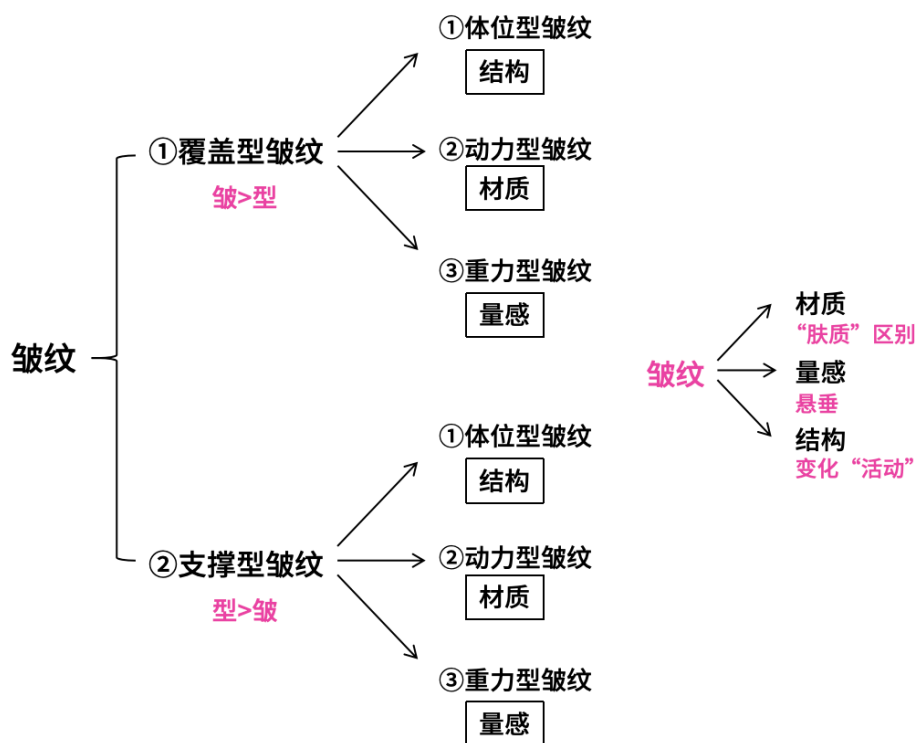 皱纹
①覆盖型皱纹
皱>型
①体位型皱纹
结构
②动力型皱纹
材质
③重力型皱纹
量感
②支撑型皱纹
型>皱
①体位型皱纹
结构
②动力型皱纹
材质
③重力型皱纹
量感
皱纹
材质
“肤质”区别
量感
悬垂
结构
变化“活动”